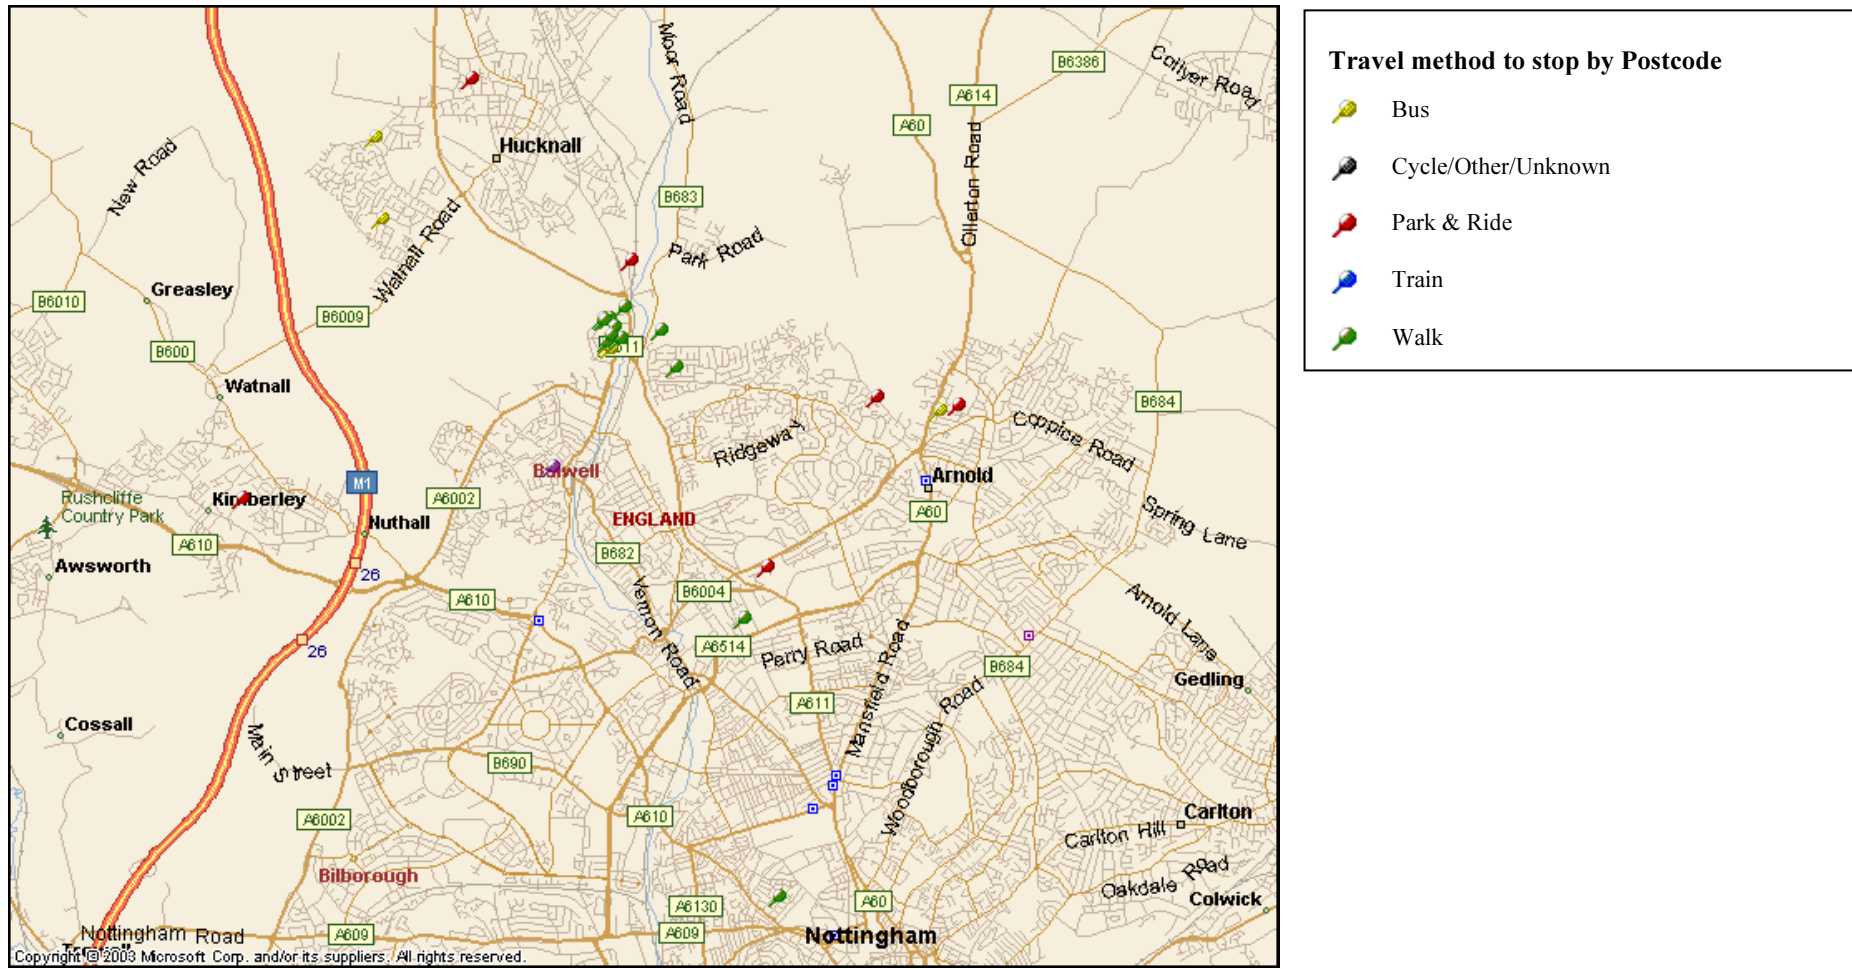 Moor Road
Collyer Road
B6386
A614
A60
Ollerton Road
New Road
Hucknall
B683
Watnall Road
Park Road
Greasley
B6010
B6009
B600
Watnall
B684
Coppice Road
Ridgeway
Bulwell
M1
Arnold
Rushcliffe
Country Park
Kimberley
A6002
A60
Nuthall
ENGLAND
Spring Lane
A610
B682
Awsworth
26
A610
B6004
Vernon Road
Arnold Lane
A6514
Perry Road
Mansfield Road
26
B684
Gedling
A611
Woodborough Road
Cossall
Main Street
B690
A6002
A610
Carlton
Carlton Hill
Bilborough
Oakdale Road
Colwick
A6130
A60
Nottingham Road
A609
A609
Nottingham
Copyright © 2003 Microsoft Corp. and/or its suppliers. All rights reserved.
Travel method to stop by Postcode
Bus
Cycle/Other/Unknown
Park & Ride
Train
Walk